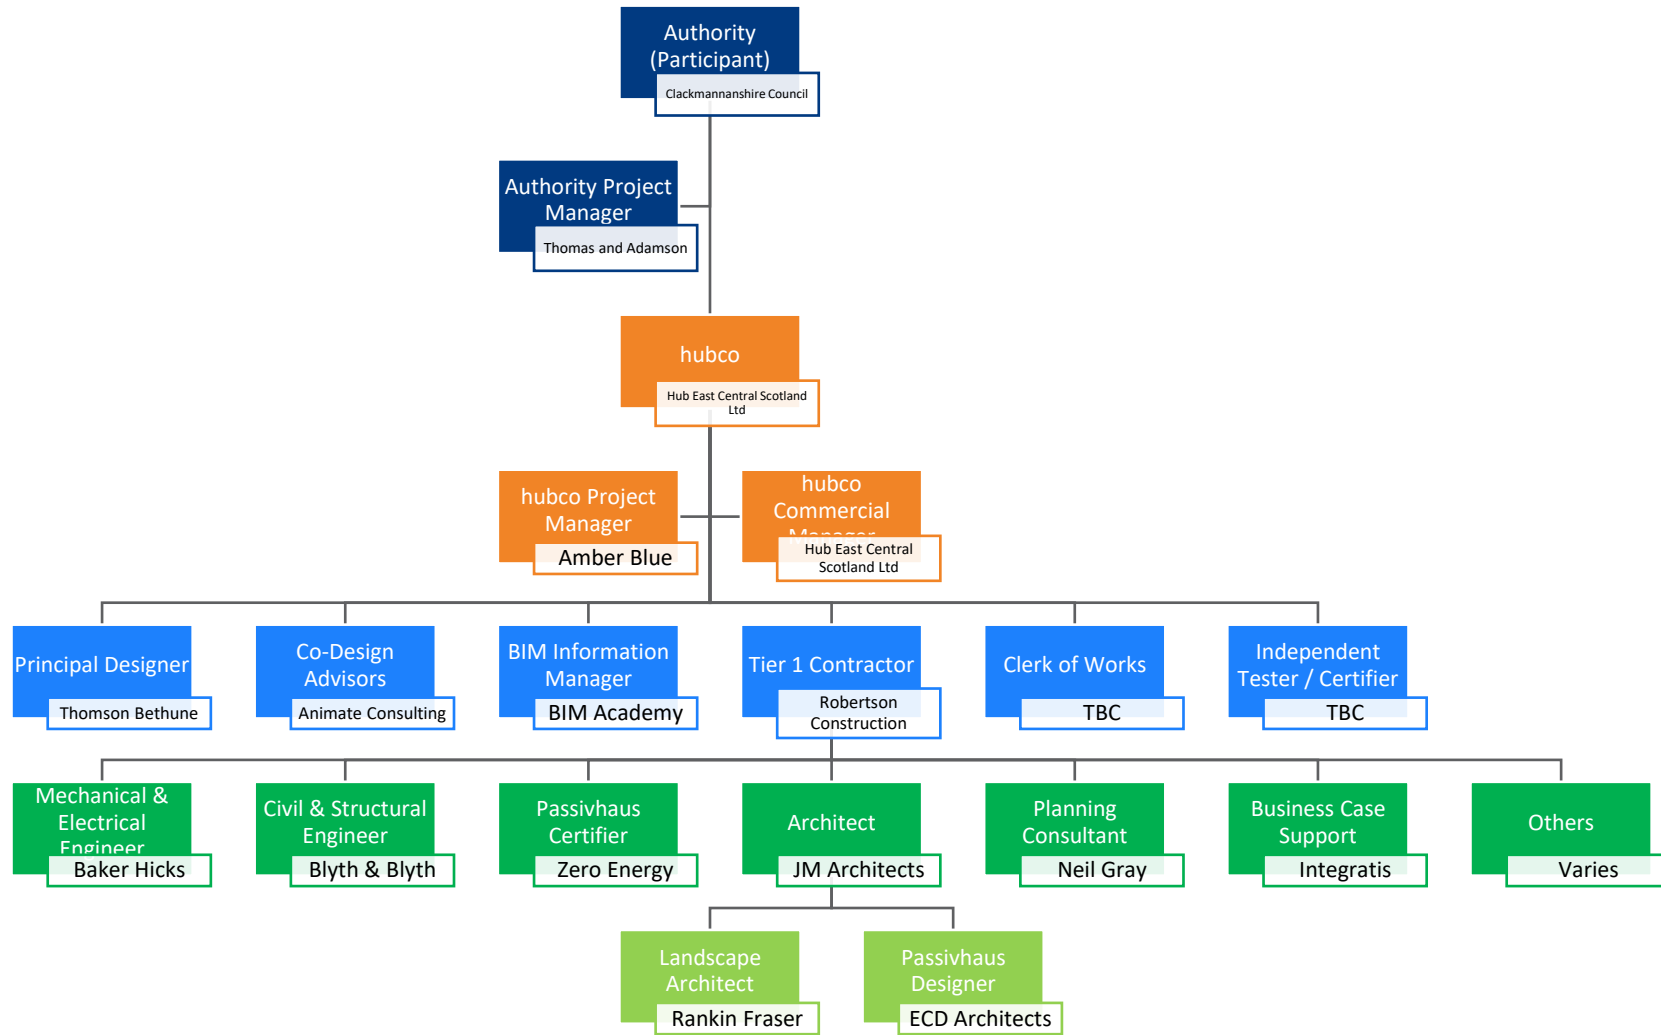 Authority
(Participant)
Clackmannanshire Council
Authority Project
Manager
Thomas and Adamson
hubco
Hub East Central Scotland
Ltd
hubco Project
Manager
Amber Blue
hubco
Commercial
Manager
Hub East Central
Scotland Ltd
Principal Designer
Thomson Bethune
Co-Design
Advisors
Animate Consulting
BIM Information
Manager
BIM Academy
Tier 1 Contractor
Robertson
Construction
Clerk of Works
TBC
Independent
Tester / Certifier
TBC
Mechanical &
Electrical
Engineer
Baker Hicks
Civil & Structural
Engineer
Blyth & Blyth
Passivhaus
Certifier
Zero Energy
Architect
JM Architects
Planning
Consultant
Neil Gray
Business Case
Support
Integratis
Others
Varies
Landscape
Architect
Rankin Fraser
Passivhaus
Designer
ECD Architects